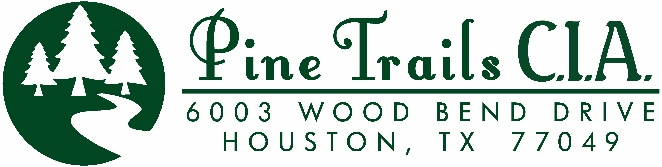 Pine Trails C.I.A.
6003 WOOD BEND DRIVE
HOUSTON, TX 77049